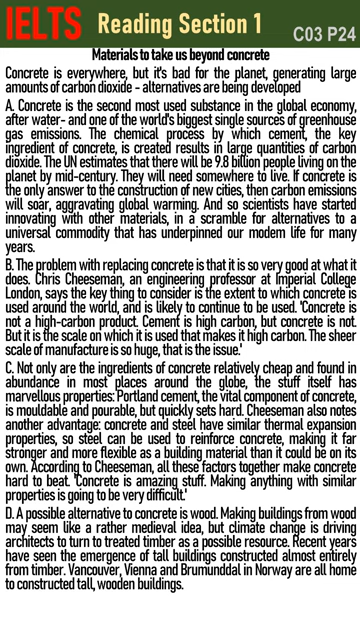 IELTS Reading Section 1 C03 P24
Materials to take us beyond concrete
Concrete is everywhere, but it's bad for the planet, generating large
amounts of carbon dioxide - alternatives are being developed
A. Concrete is the second most used substance in the global economy,
after water- and one of the world's biggest single sources of greenhouse
gas emissions. The chemical process by which cement, the key
ingredient of concrete, is created results in large quantities of carbon
dioxide. The UN estimates that there will be 9.8 billion people living on the
planet by mid-century. They will need somewhere to live. If concrete is
the only answer to the construction of new cities, then carbon emissions
will soar, aggravating global warming. And so scientists have started
innovating with other materials, in a scramble for alternatives to a
universal commodity that has underpinned our modern life for many
years.
B. The problem with replacing concrete is that it is so very good at what it
does. Chris Cheeseman, an engineering professor at Imperial College
London, says the key thing to consider is the extent to which concrete is
used around the world, and is likely to continue to be used. 'Concrete is
not a high-carbon product. Cement is high carbon, but concrete is not.
But it is the scale on which it is used that makes it high carbon. The sheer
scale of manufacture is so huge, that is the issue.'
C. Not only are the ingredients of concrete relatively cheap and found in
abundance in most places around the globe, the stuff itself has
marvellous properties: Portland cement, the vital component of concrete,
is mouldable and pourable, but quickly sets hard. Cheeseman also notes
another advantage: concrete and steel have similar thermal expansion
properties, so steel can be used to reinforce concrete, making it far
stronger and more flexible as a building material than it could be on its
own. According to Cheeseman, all these factors together make concrete
hard to beat. 'Concrete is amazing stuff. Making anything with similar
properties is going to be very difficult.'
D. A possible alternative to concrete is wood. Making buildings from wood
may seem like a rather medieval idea, but climate change is driving
architects to turn to treated timber as a possible resource. Recent years
have seen the emergence of tall buildings constructed almost entirely
from timber. Vancouver, Vienna and Brumunddal in Norway are all home
to constructed tall, wooden buildings.